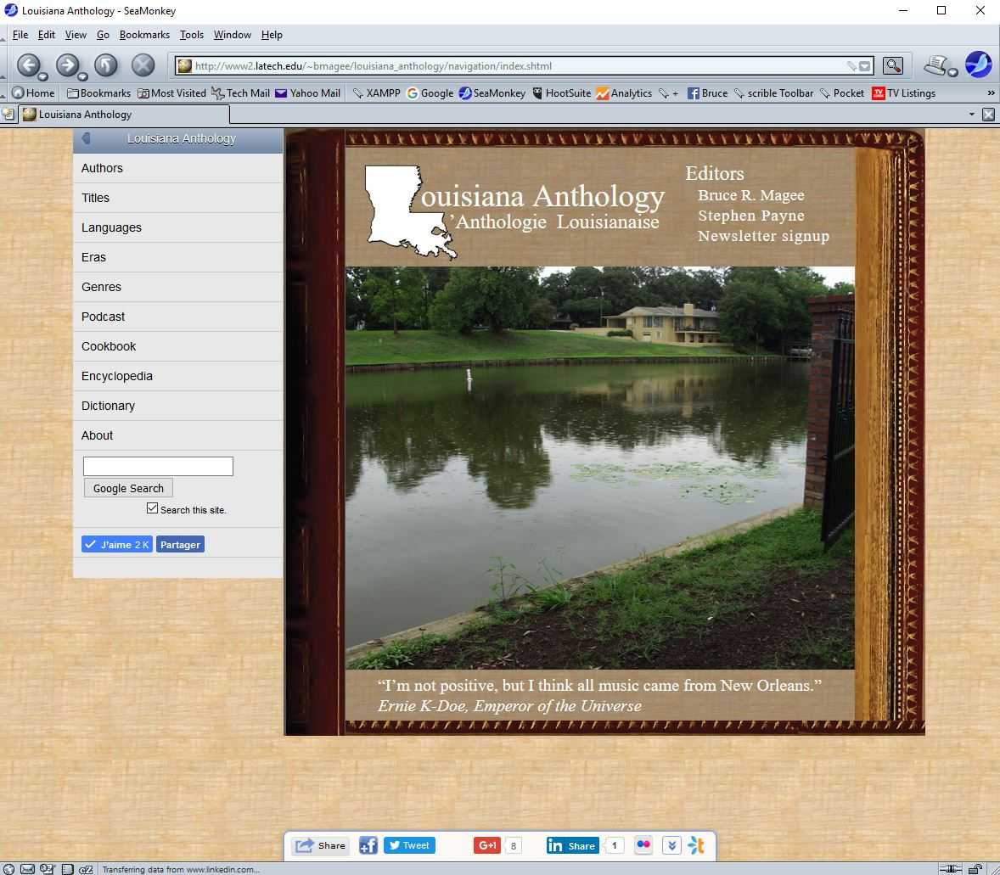 Louisiana Anthology - SeaMonkey
File Edit View Go Bookmarks Tools Window Help
http://www2.latech.edu/~bmagee/louisiana_anthology/navigation/index.shtml
Home Bookmarks Most Visited Tech Mail Yahoo Mail XAMPP Google SeaMonkey HootSuite Analytics + Bruce scrible Toolbar Pocket TV Listings »
Louisiana Anthology
Louisiana Anthology
Authors
Titles
Languages
Eras
Genres
Podcast
Cookbook
Encyclopedia
Dictionary
About
Google Search
Search this site.
J'aime 2 K Partager
ouisiana Anthology
’Anthologie Louisianaise
Editors
Bruce R. Magee
Stephen Payne
Newsletter signup
“I’m not positive, but I think all music came from New Orleans.”
Ernie K-Doe, Emperor of the Universe
Share Tweet G+1 8 in Share 1
Transferring data from www.linkedin.com...